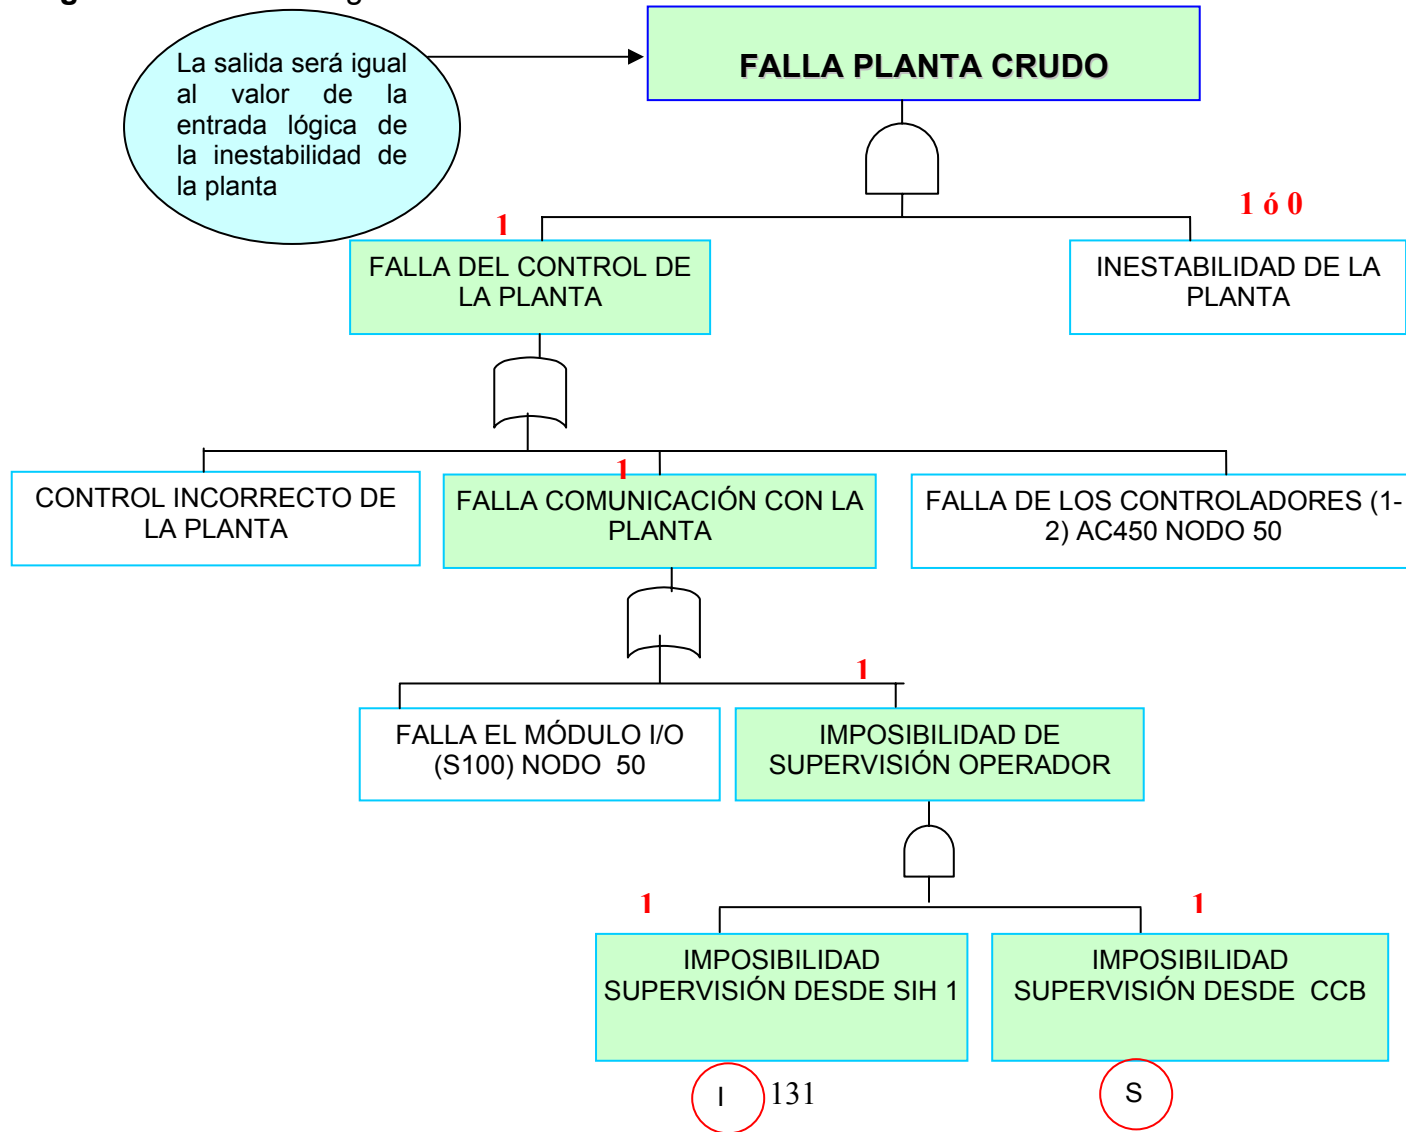 La salida será igual
al valor de la
entrada lógica de
la inestabilidad de
la planta
FALLA PLANTA CRUDO
1
1 ó 0
FALLA DEL CONTROL DE
LA PLANTA
INESTABILIDAD DE LA
PLANTA
CONTROL INCORRECTO DE
LA PLANTA
1
FALLA COMUNICACIÓN CON LA
PLANTA
FALLA DE LOS CONTROLADORES (1-
2) AC450 NODO 50
1
FALLA EL MÓDULO I/O
(S100) NODO 50
IMPOSIBILIDAD DE
SUPERVISIÓN OPERADOR
1
1
IMPOSIBILIDAD
SUPERVISIÓN DESDE SIH 1
IMPOSIBILIDAD
SUPERVISIÓN DESDE CCB
I
131
S